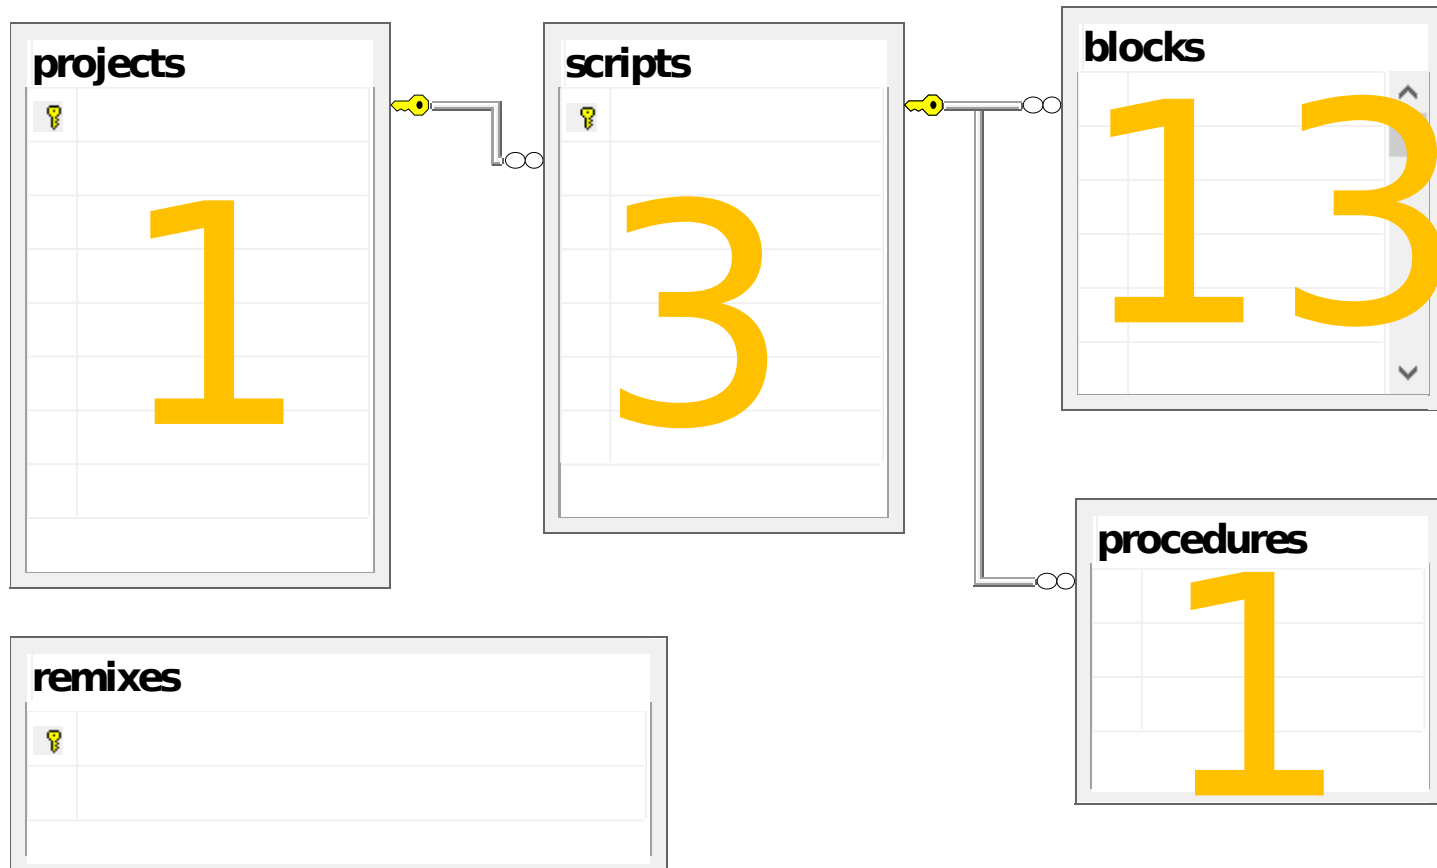 projects
1
scripts
3
blocks
13
procedures
1
remixes